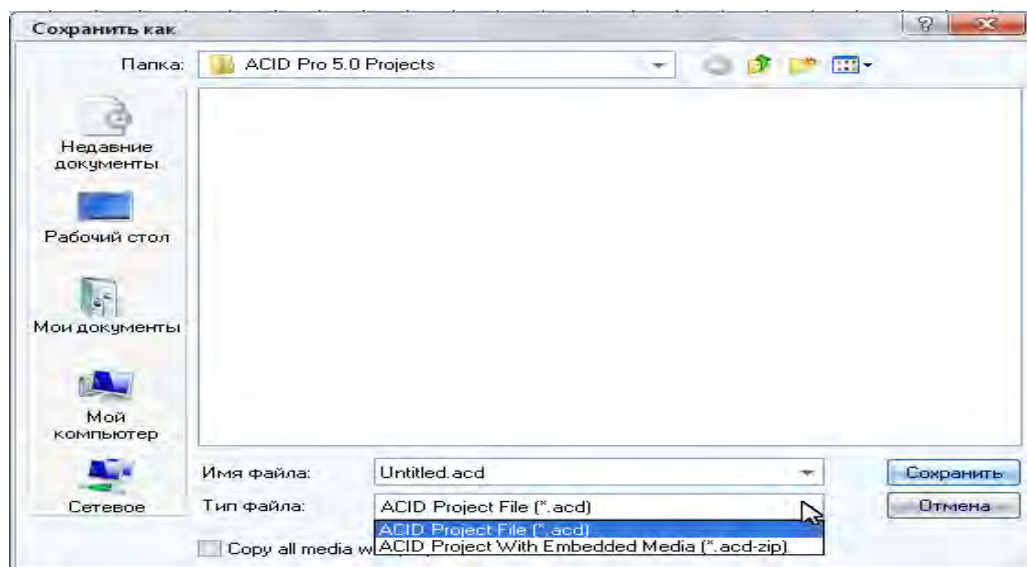 Сохранить как
Папка: ACID Pro 5.0 Projects
Недавние
документы
Рабочий стол
Мои документы
Мой
компьютер
Сетевое
Имя файла: Untitled.acd Сохранить
Тип файла: ACID Project File (*.acd) Отмена
ACID Project File (*.acd)
Copy all media ACID Project With Embedded Media (*.acd-zip)